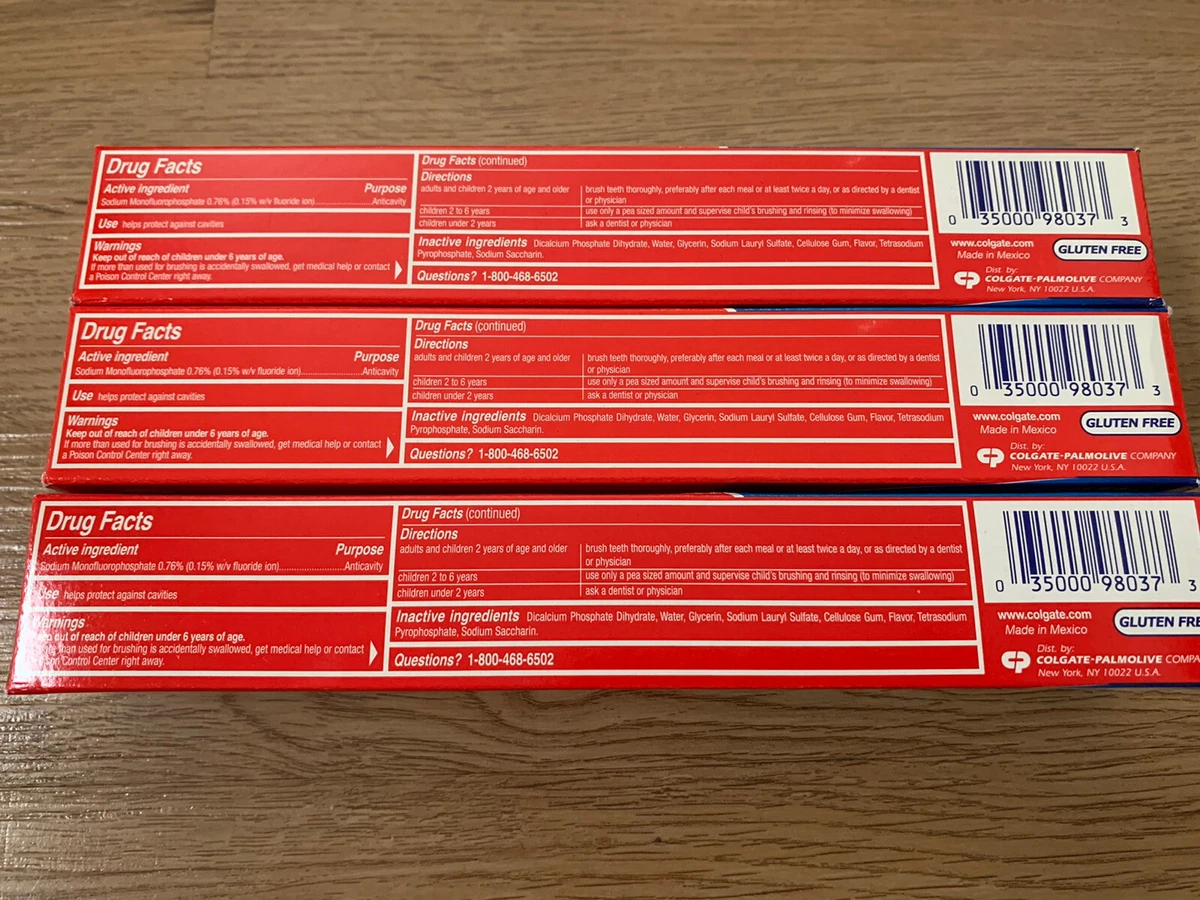 Drug Facts
Active ingredient Purpose
Sodium Monofluorophosphate 0.76% (0.15% w/v fluoride ion)..............................Anticavity
Use helps protect against cavities
Warnings
Keep out of reach of children under 6 years of age.
If more than used for brushing is accidentally swallowed, get medical help or contact
a Poison Control Center right away.
Drug Facts (continued)
Directions
adults and children 2 years of age and older brush teeth thoroughly, preferably after each meal or at least twice a day, or as directed by a dentist
or physician
children 2 to 6 years use only a pea sized amount and supervise child's brushing and rinsing (to minimize swallowing)
children under 2 years ask a dentist or physician
Inactive ingredients Dicalcium Phosphate Dihydrate, Water, Glycerin, Sodium Lauryl Sulfate, Cellulose Gum, Flavor, Tetrasodium
Pyrophosphate, Sodium Saccharin.
Questions? 1-800-468-6502
0 35000 98037 3
www.colgate.com
Made in Mexico
GLUTEN FREE
Dist. by:
CP COLGATE-PALMOLIVE COMPANY
New York, NY 10022 U.S.A.
Drug Facts
Active ingredient Purpose
Sodium Monofluorophosphate 0.76% (0.15% w/v fluoride ion)..............................Anticavity
Use helps protect against cavities
Warnings
Keep out of reach of children under 6 years of age.
If more than used for brushing is accidentally swallowed, get medical help or contact
a Poison Control Center right away.
Drug Facts (continued)
Directions
adults and children 2 years of age and older brush teeth thoroughly, preferably after each meal or at least twice a day, or as directed by a dentist
or physician
children 2 to 6 years use only a pea sized amount and supervise child's brushing and rinsing (to minimize swallowing)
children under 2 years ask a dentist or physician
Inactive ingredients Dicalcium Phosphate Dihydrate, Water, Glycerin, Sodium Lauryl Sulfate, Cellulose Gum, Flavor, Tetrasodium
Pyrophosphate, Sodium Saccharin.
Questions? 1-800-468-6502
0 35000 98037 3
www.colgate.com
Made in Mexico
GLUTEN FREE
Dist. by:
CP COLGATE-PALMOLIVE COMPANY
New York, NY 10022 U.S.A.
Drug Facts
Active ingredient Purpose
Sodium Monofluorophosphate 0.76% (0.15% w/v fluoride ion)..............................Anticavity
Use helps protect against cavities
Warnings
out of reach of children under 6 years of age.
than used for brushing is accidentally swallowed, get medical help or contact
Control Center right away.
Drug Facts (continued)
Directions
adults and children 2 years of age and older brush teeth thoroughly, preferably after each meal or at least twice a day, or as directed by a dentist
or physician
children 2 to 6 years use only a pea sized amount and supervise child's brushing and rinsing (to minimize swallowing)
children under 2 years ask a dentist or physician
Inactive ingredients Dicalcium Phosphate Dihydrate, Water, Glycerin, Sodium Lauryl Sulfate, Cellulose Gum, Flavor, Tetrasodium
Pyrophosphate, Sodium Saccharin.
Questions? 1-800-468-6502
0 35000 98037 3
www.colgate.com
Made in Mexico
GLUTEN FRE
Dist. by:
CP COLGATE-PALMOLIVE COMPA
New York, NY 10022 U.S.A.